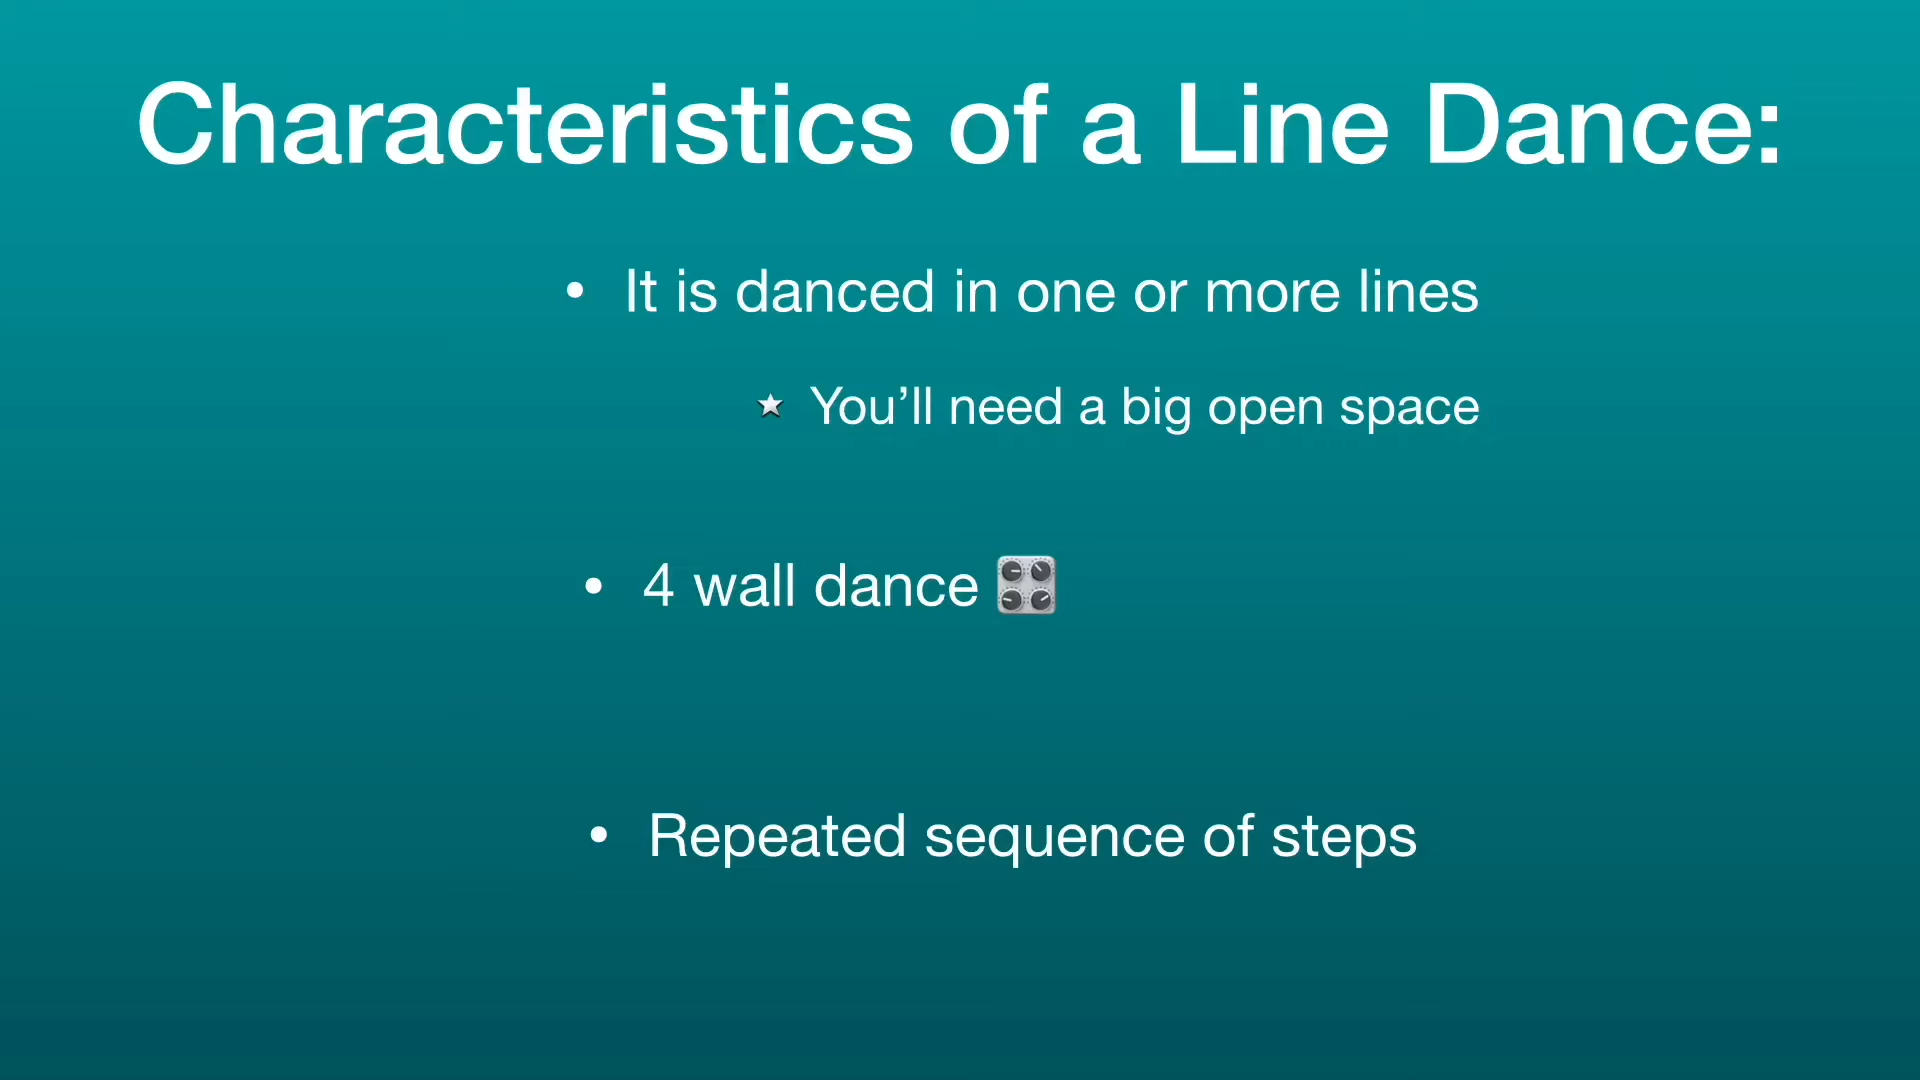 Characteristics of a Line Dance:
• It is danced in one or more lines
★ You’ll need a big open space
• 4 wall dance 🎛
• Repeated sequence of steps